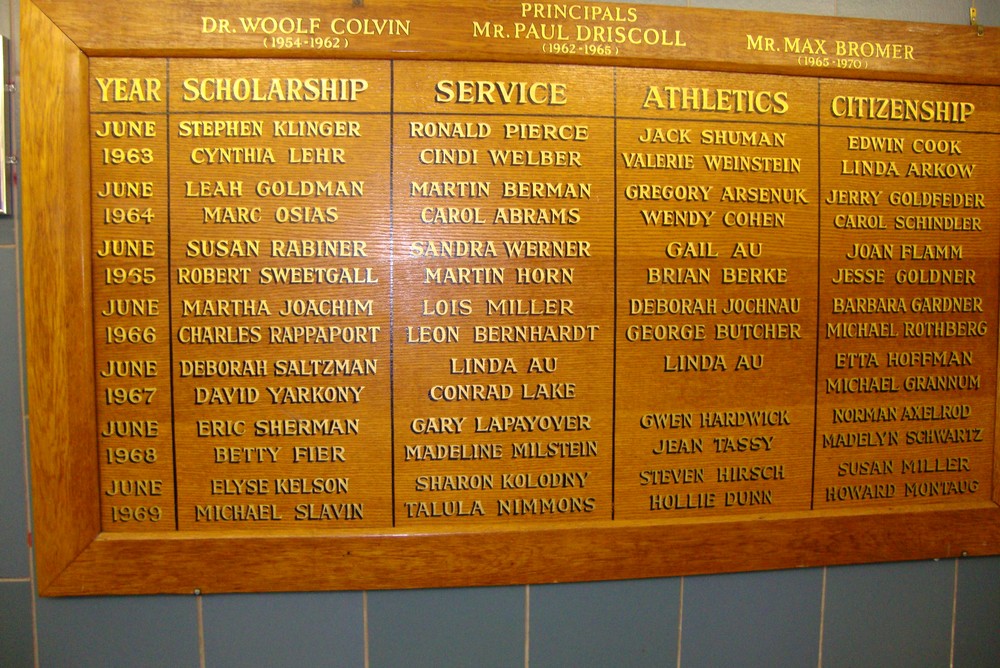 PRINCIPALS
DR. WOOLF COLVIN MR. PAUL DRISCOLL MR. MAX BROMER
(1954-1962) (1962-1965) (1965-1970)
YEAR SCHOLARSHIP SERVICE ATHLETICS CITIZENSHIP
JUNE STEPHEN KLINGER RONALD PIERCE JACK SHUMAN EDWIN COOK
1963 CYNTHIA LEHR CINDI WELBER VALERIE WEINSTEIN LINDA ARKOW
JUNE LEAH GOLDMAN MARTIN BERMAN GREGORY ARSENUK JERRY GOLDFEDER
1964 MARC OSIAS CAROL ABRAMS WENDY COHEN CAROL SCHINDLER
JUNE SUSAN RABINER SANDRA WERNER GAIL AU JOAN FLAMM
1965 ROBERT SWEETGALL MARTIN HORN BRIAN BERKE JESSE GOLDNER
JUNE MARTHA JOACHIM LOIS MILLER DEBORAH JOCHNAU BARBARA GARDNER
1966 CHARLES RAPPAPORT LEON BERNHARDT GEORGE BUTCHER MICHAEL ROTHBERG
JUNE DEBORAH SALTZMAN LINDA AU LINDA AU ETTA HOFFMAN
1967 DAVID YARKONY CONRAD LAKE MICHAEL GRANNUM
JUNE ERIC SHERMAN GARY LAPAYOVER GWEN HARDWICK NORMAN AXELROD
1968 BETTY FIER MADELINE MILSTEIN JEAN TASSY MADELYN SCHWARTZ
JUNE ELYSE KELSON SHARON KOLODNY STEVEN HIRSCH SUSAN MILLER
1969 MICHAEL SLAVIN TALULA NIMMONS HOLLIE DUNN HOWARD MONTAUG